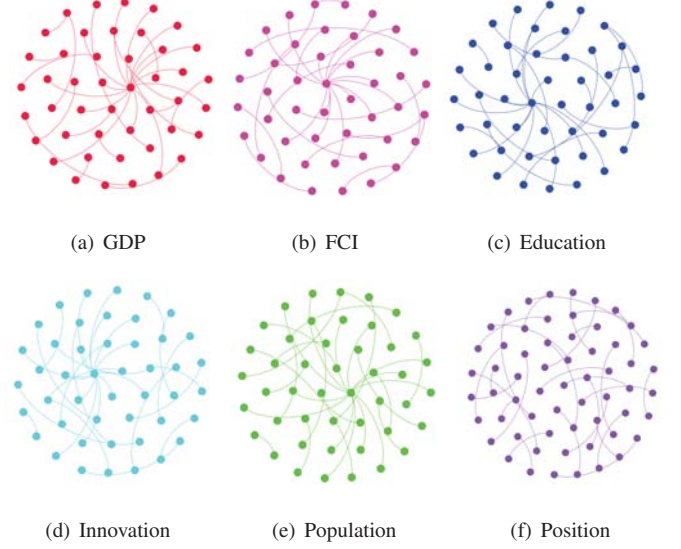 (a) GDP
(b) FCI
(c) Education
(d) Innovation
(e) Population
(f) Position